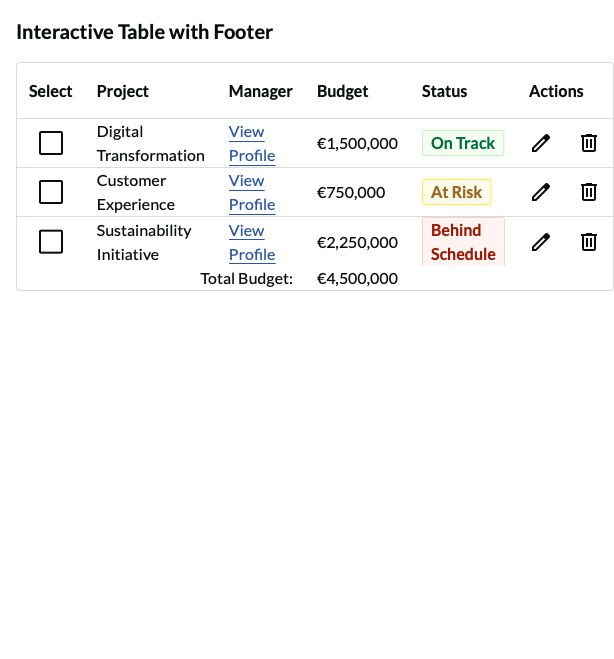 Interactive Table with Footer
Select Project Manager Budget Status Actions
Digital Transformation View Profile €1,500,000 On Track
Customer Experience View Profile €750,000 At Risk
Sustainability Initiative View Profile €2,250,000 Behind Schedule
Total Budget: €4,500,000